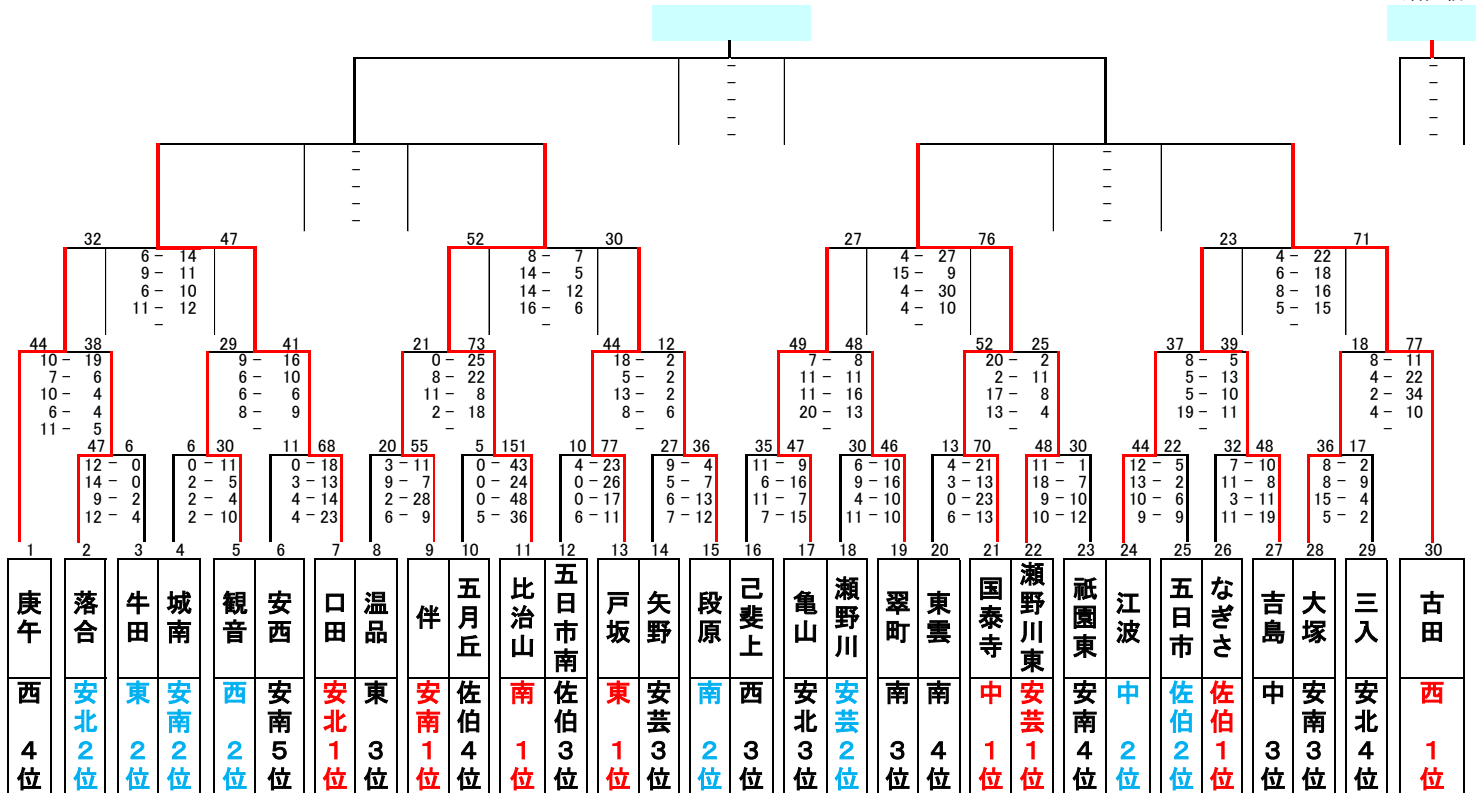 32 47 52 30 27 76 23 71
6 - 14 8 - 7 4 - 27 4 - 22
9 - 11 14 - 5 15 - 9 6 - 18
6 - 10 14 - 12 4 - 30 8 - 16
11 - 12 16 - 6 4 - 10 5 - 15
44 38 29 41 21 73 44 12 49 48 52 25 37 39 18 77
10 - 19 9 - 16 0 - 25 18 - 2 7 - 8 20 - 2 8 - 5 8 - 11
7 - 6 6 - 10 8 - 22 5 - 2 11 - 11 2 - 11 5 - 13 4 - 22
10 - 4 6 - 6 11 - 8 13 - 2 11 - 16 17 - 8 5 - 10 2 - 34
6 - 4 8 - 9 2 - 18 8 - 6 20 - 13 13 - 4 19 - 11 4 - 10
11 - 5 - - - - - - -
47 6 6 30 11 68 20 55 5 151 10 77 27 36 35 47 30 46 13 70 48 30 44 22 32 48 36 17
12 - 0 0 - 11 0 - 18 3 - 11 0 - 43 4 - 23 9 - 4 11 - 9 6 - 10 4 - 21 11 - 1 12 - 5 7 - 10 8 - 2
14 - 0 2 - 5 3 - 13 9 - 7 0 - 24 0 - 26 5 - 7 6 - 16 9 - 16 3 - 13 18 - 7 13 - 2 11 - 8 8 - 9
9 - 2 2 - 4 4 - 14 2 - 28 0 - 48 0 - 17 6 - 13 11 - 7 4 - 10 0 - 23 9 - 10 10 - 6 3 - 11 15 - 4
12 - 4 2 - 10 4 - 23 6 - 9 5 - 36 6 - 11 7 - 12 7 - 15 11 - 10 6 - 13 10 - 12 9 - 9 11 - 19 5 - 2
1 2 3 4 5 6 7 8 9 10 11 12 13 14 15 16 17 18 19 20 21 22 23 24 25 26 27 28 29 30
庚午 落合 牛田 城南 観音 安西 口田 温品 伴 五月丘 比治山 五日市南 戸坂 矢野 段原 己斐上 亀山 瀬野川 翠町 東雲 国泰寺 瀬野川東 祇園東 江波 五日市 なぎさ 吉島 大塚 三入 古田
西4位 安北2位 東2位 安南2位 西2位 安南5位 安北1位 東3位 安南1位 佐伯4位 南1位 佐伯3位 東1位 安芸3位 南2位 西3位 安北3位 安芸2位 南3位 南4位 中1位 安芸1位 安南4位 中2位 佐伯2位 佐伯1位 中3位 安南3位 安北4位 西1位